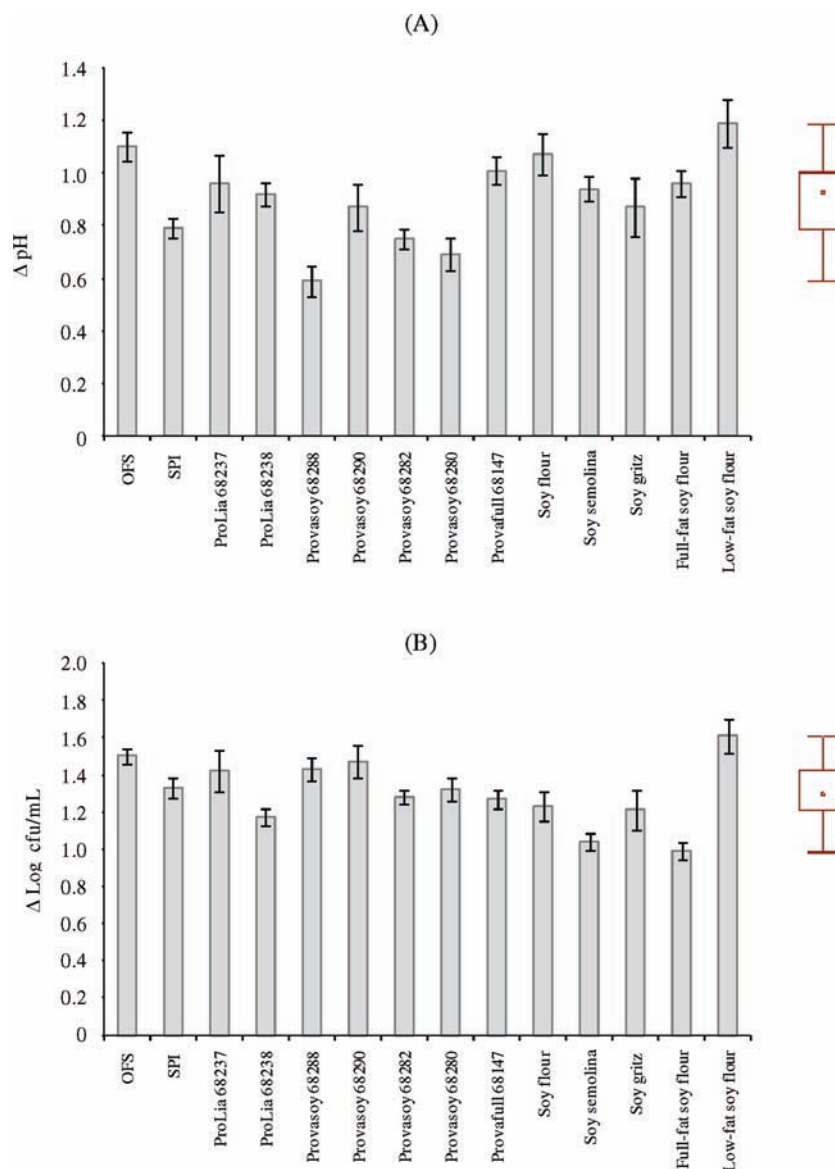 (A)
Δ pH
1.4
1.2
1.0
0.8
0.6
0.4
0.2
0
OFS
SPI
ProLia 68237
ProLia 68238
Provasoy 68288
Provasoy 68290
Provasoy 68282
Provasoy 68280
Provafull 68147
Soy flour
Soy semolina
Soy gritz
Full-fat soy flour
Low-fat soy flour
(B)
Δ Log cfu/mL
2.0
1.8
1.6
1.4
1.2
1.0
0.8
0.6
0.4
0.2
0
OFS
SPI
ProLia 68237
ProLia 68238
Provasoy 68288
Provasoy 68290
Provasoy 68282
Provasoy 68280
Provafull 68147
Soy flour
Soy semolina
Soy gritz
Full-fat soy flour
Low-fat soy flour